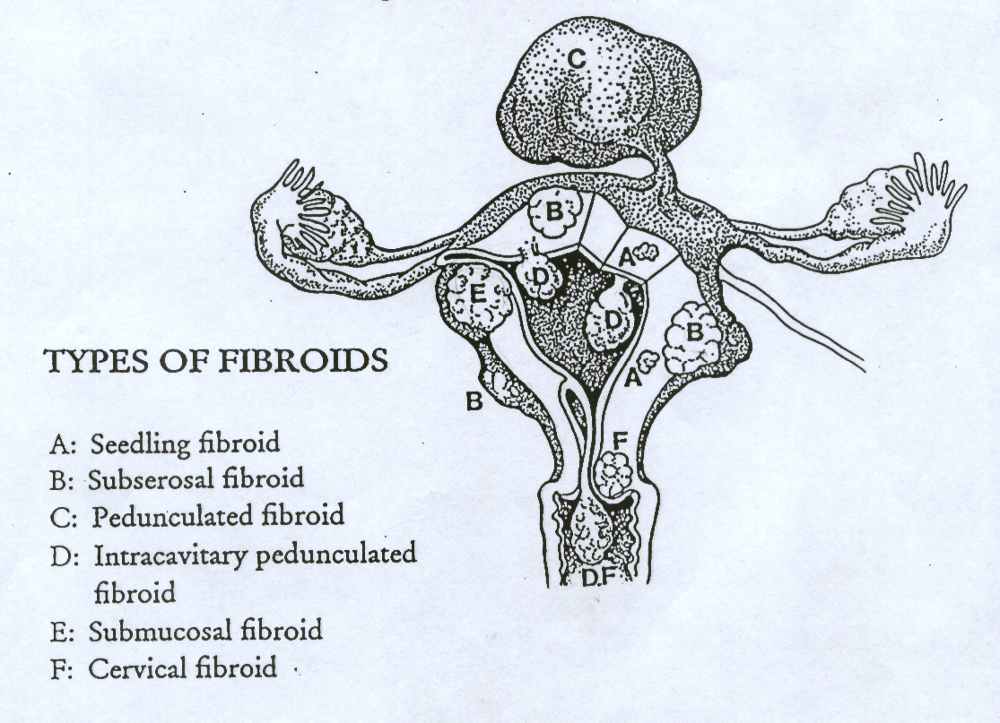 C
B
A
D
E
D
B
A
B
F
D.F
TYPES OF FIBROIDS
A: Seedling fibroid
B: Subserosal fibroid
C: Pedunculated fibroid
D: Intracavitary pedunculated
fibroid
E: Submucosal fibroid
F: Cervical fibroid